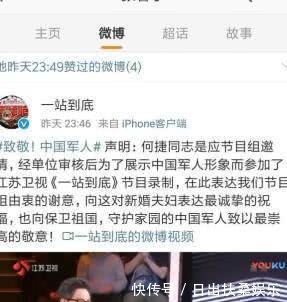 主页 微博 超话 故事
他昨天23:49赞过的微博(4)
一站到底
昨天 23:46 来自 iPhone客户端
#致敬!中国军人# 声明:何捷同志是应节目组邀
请,经单位审核后为了展示中国军人形象而参加了
江苏卫视《一站到底》节目录制,在此表达我们节目
组由衷的谢意,向这对新婚夫妇表达最诚挚的祝
福,也向保卫祖国,守护家园的中国军人致以最崇
高的敬意!一站到底的微博视频
江苏卫视 YOUKU
快传号 / 日出扶桑娱乐